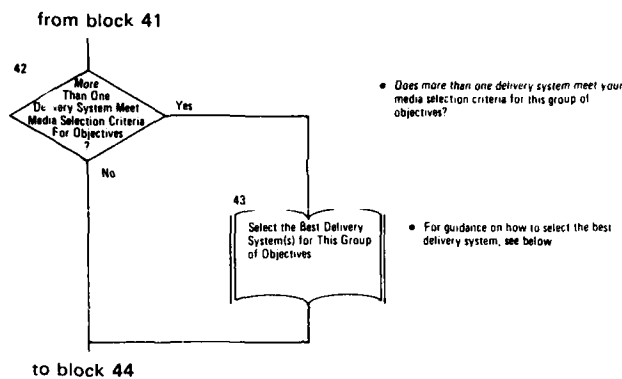 from block 41
42
More
Than One
Delivery System Meet
Media Selection Criteria
For Objectives
?
Yes
No
• Does more than one delivery system meet your
media selection criteria for this group of
objectives?
43
Select the Best Delivery
System(s) for This Group
of Objectives
• For guidance on how to select the best
delivery system, see below
to block 44